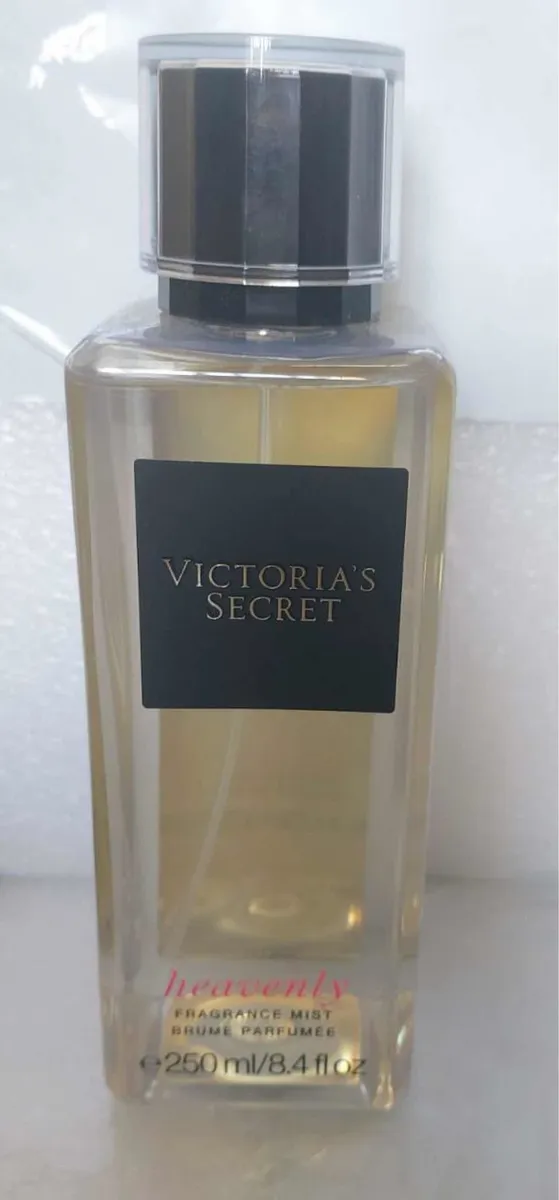 VICTORIA'S
SECRET
heavenly
FRAGRANCE MIST
BRUME PARFUMÉE
℮250 ml/8.4 fl oz